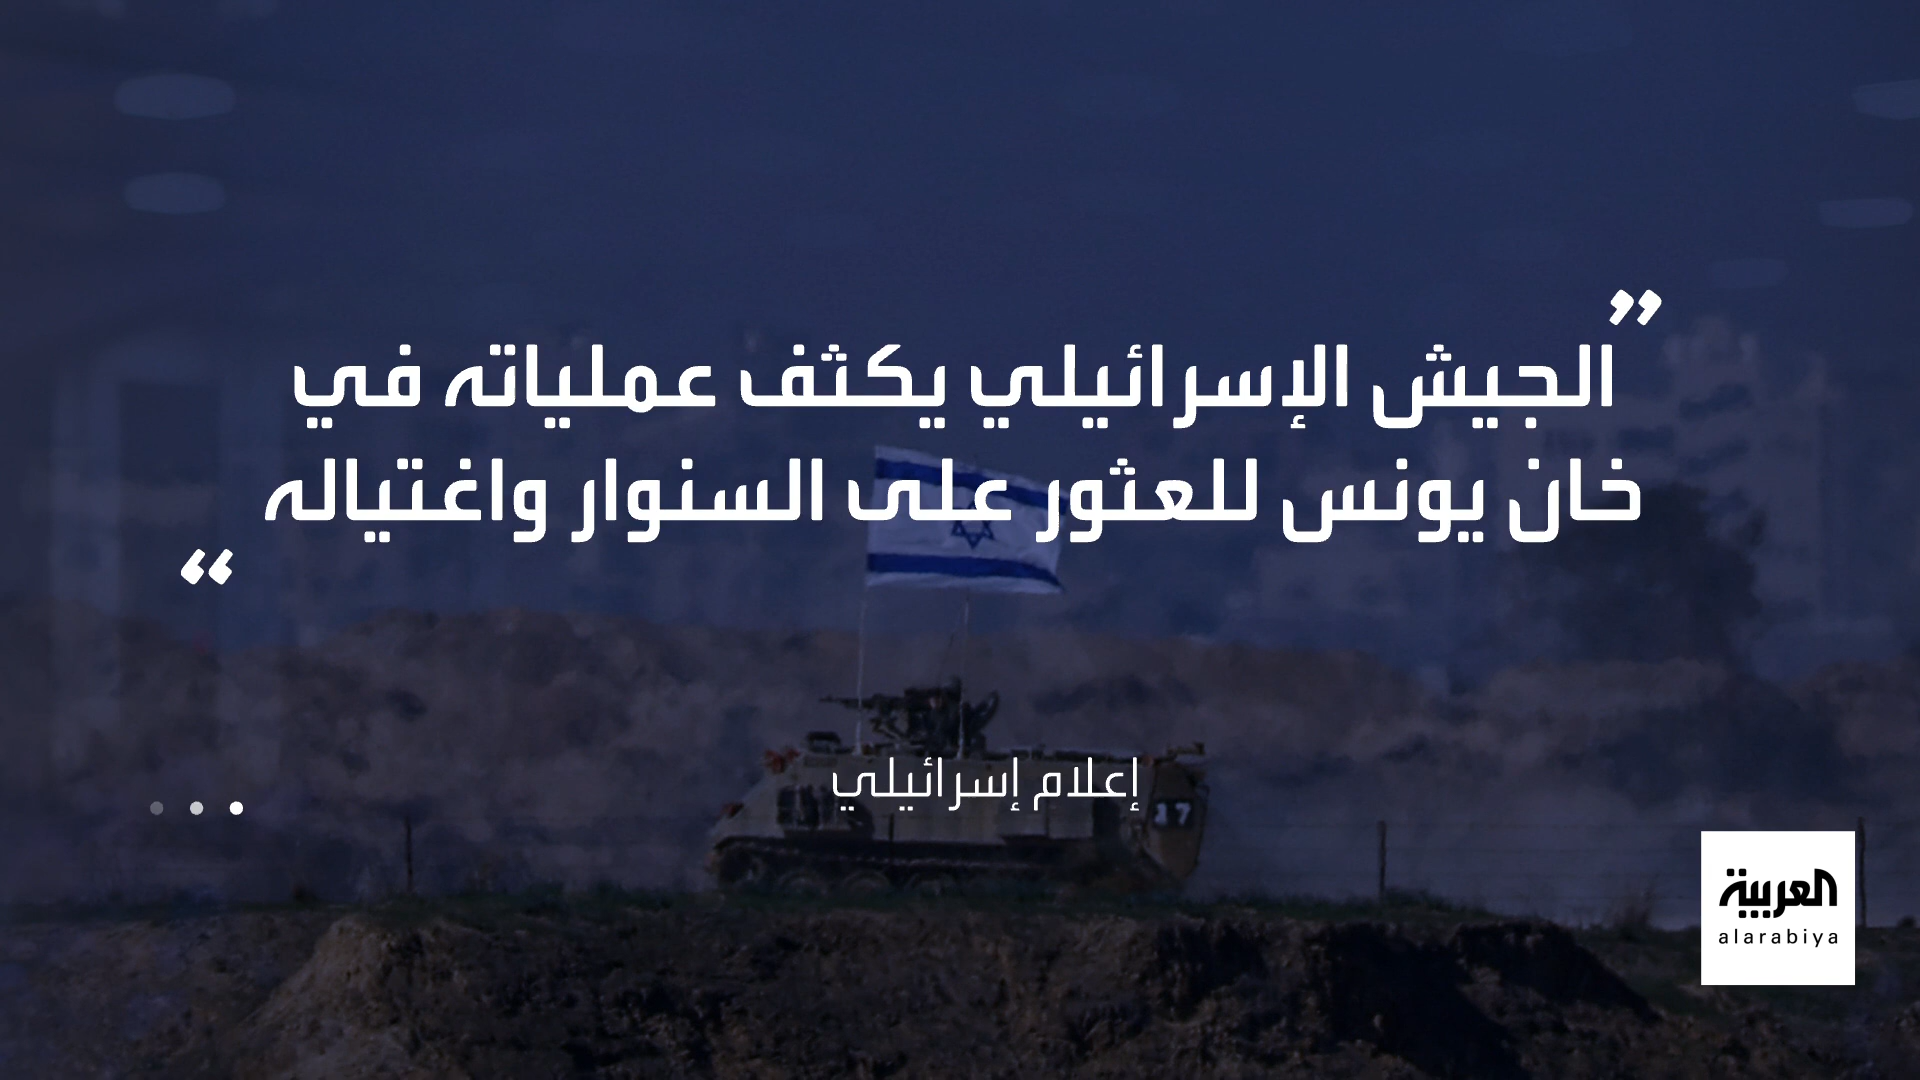 ”الجيش الإسرائيلي يكثف عملياته في
خان يونس للعثور على السنوار واغتياله“
إعلام إسرائيلي
17
العربية
alarabiya